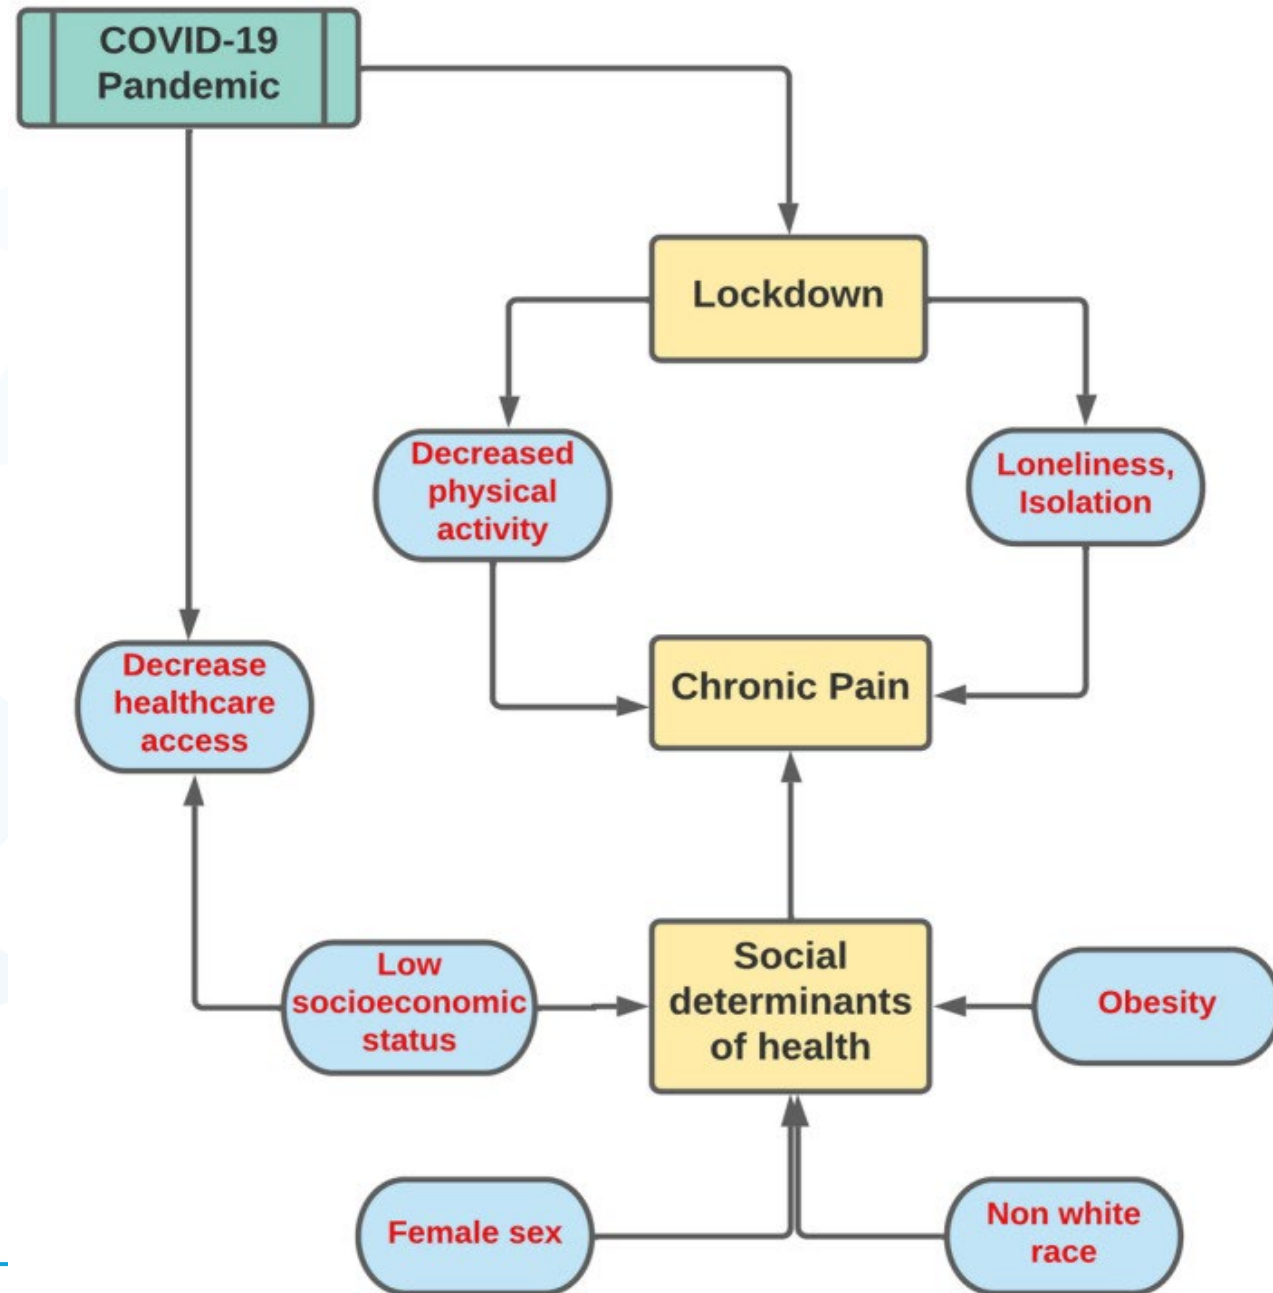 COVID-19
Pandemic
Lockdown
Decreased
physical
activity
Loneliness,
Isolation
Decrease
healthcare
access
Chronic Pain
Low
socioeconomic
status
Social
determinants
of health
Obesity
Female sex
Non white
race